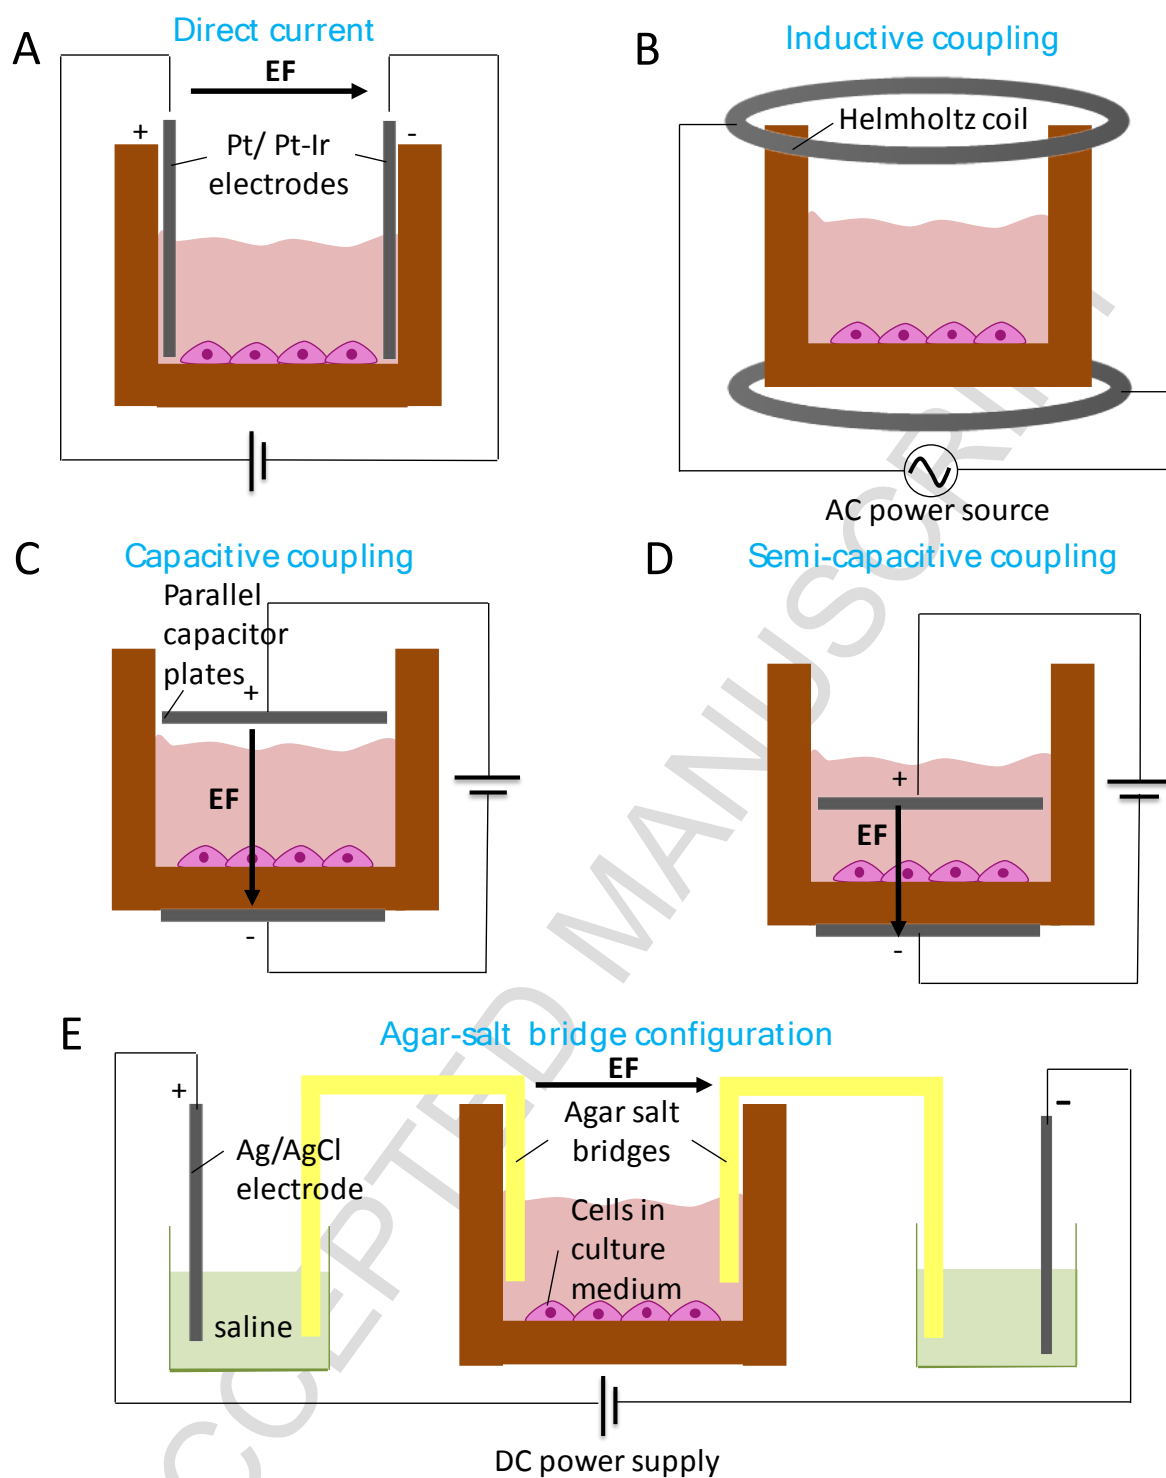 A
Direct current
EF
+
-
Pt/ Pt-Ir
electrodes
B
Inductive coupling
Helmholtz coil
AC power source
C
Capacitive coupling
Parallel
capacitor
plates
+
EF
-
D
Semi-capacitive coupling
+
EF
-
E
Agar-salt bridge configuration
EF
+
-
Agar salt
bridges
Ag/AgCl
electrode
Cells in
culture
medium
saline
DC power supply
ACCEPTED MANUSCRIPT